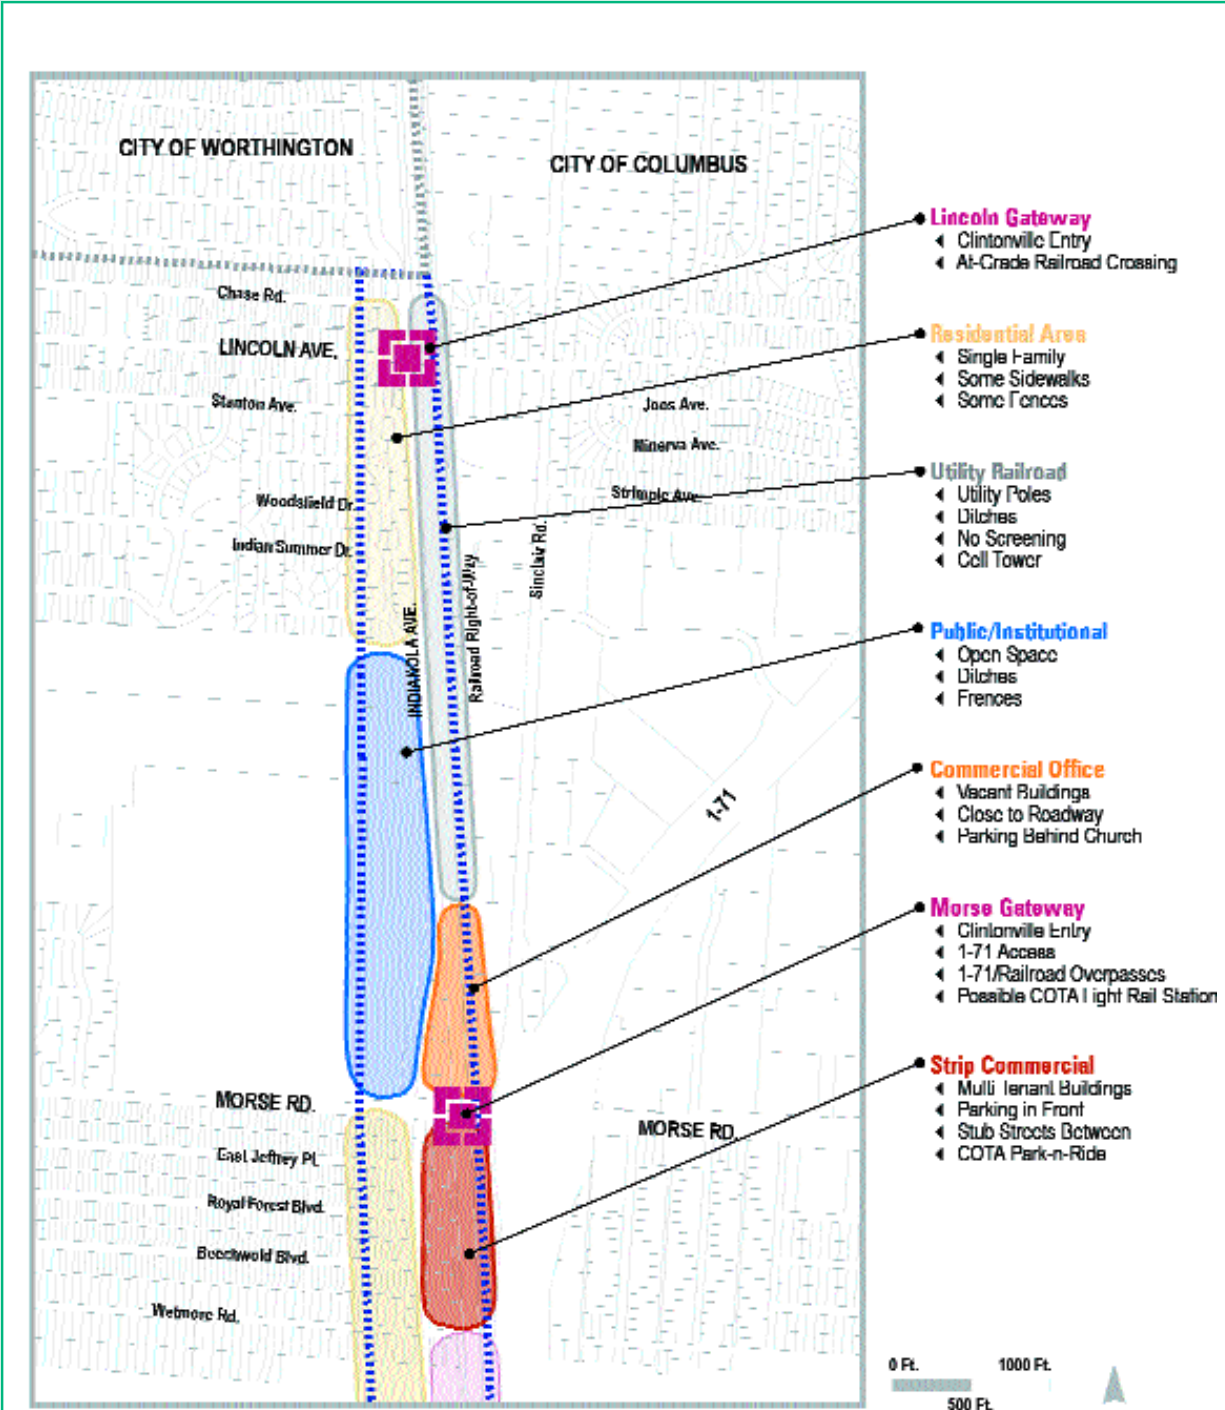 CITY OF WORTHINGTON
CITY OF COLUMBUS
Chase Rd.
LINCOLN AVE.
Stanton Ave.
Joos Ave.
Minerva Ave.
Strimple Ave.
Woodsfield Dr.
Indian Summer Dr.
INDIANOLA AVE.
Railroad Right-of-Way
Sinclair Rd.
1-71
MORSE RD.
MORSE RD.
East Jeffrey Pl.
Royal Forest Blvd.
Beechwold Blvd.
Wetmore Rd.
Lincoln Gateway
Clintonville Entry
At-Grade Railroad Crossing
Residential Area
Single Family
Some Sidewalks
Some Fences
Utility Railroad
Utility Poles
Ditches
No Screening
Cell Tower
Public/Institutional
Open Space
Ditches
Frences
Commercial Office
Vacant Buildings
Close to Roadway
Parking Behind Church
Morse Gateway
Clintonville Entry
1-71 Access
1-71/Railroad Overpasses
Possible COTA Light Rail Station
Strip Commercial
Multi Tenant Buildings
Parking in Front
Stub Streets Between
COTA Park-n-Ride
0 Ft. 1000 Ft.
500 Ft.